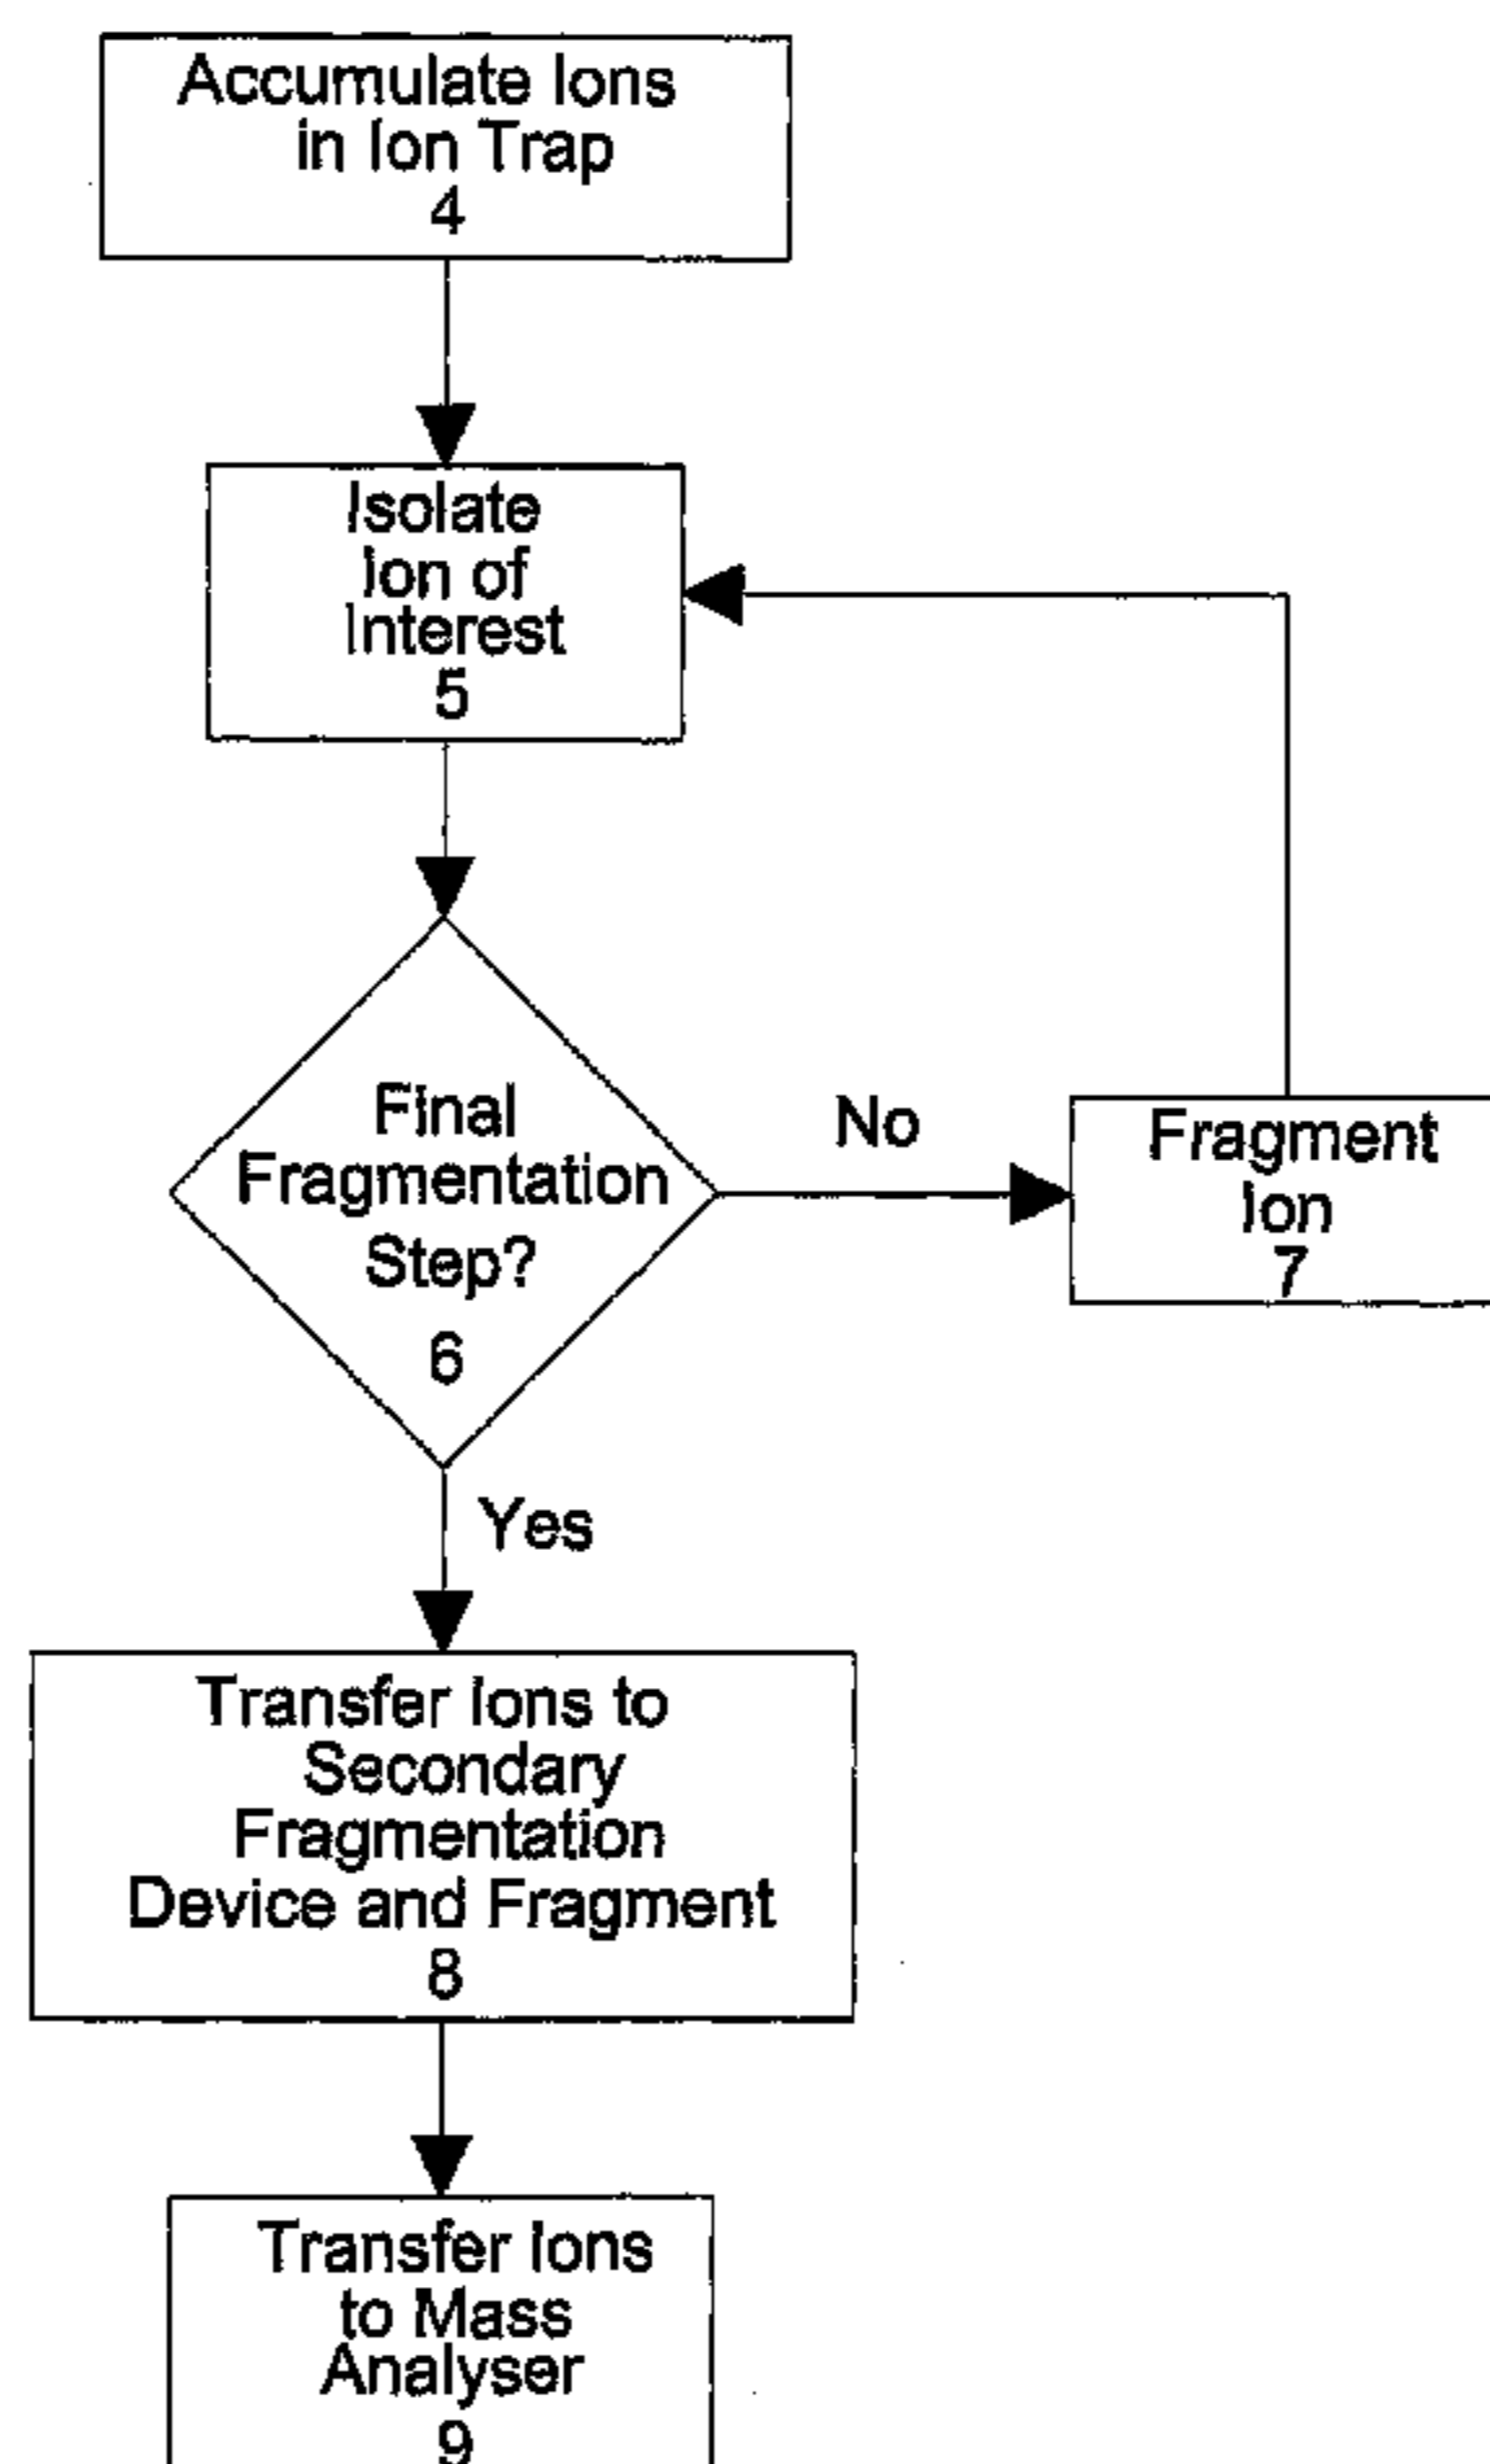 Accumulate Ions
in Ion Trap
4
Isolate
Ion of
Interest
5
Final
Fragmentation
Step?
6
No
Fragment
Ion
7
Yes
Transfer Ions to
Secondary
Fragmentation
Device and Fragment
8
Transfer Ions
to Mass
Analyser
9